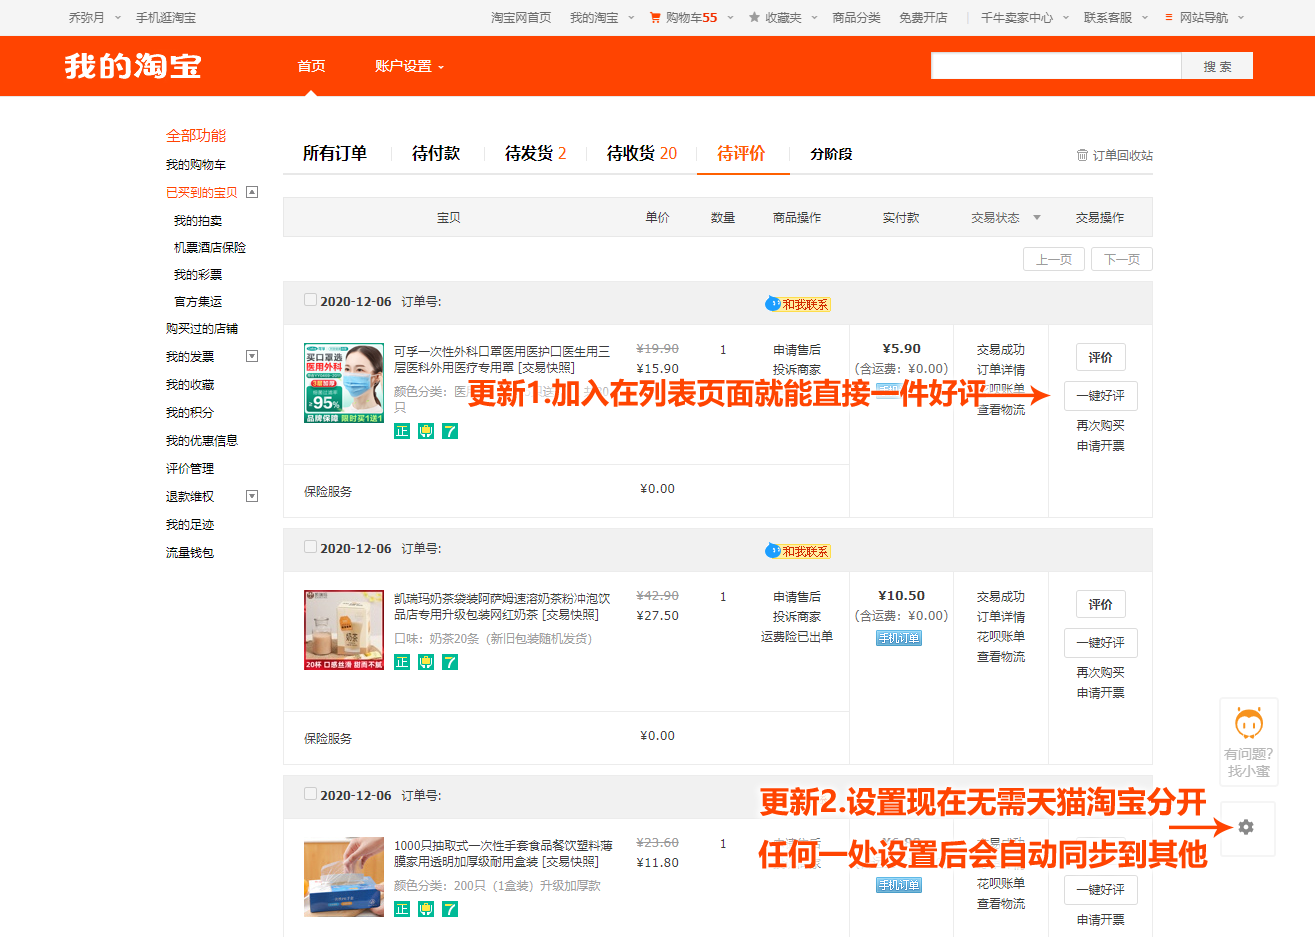 乔弥月 手机逛淘宝 淘宝网首页 我的淘宝 购物车55 收藏夹 商品分类 免费开店 千牛卖家中心 联系客服 网站导航
我的淘宝 首页 账户设置 搜 索
全部功能
我的购物车
已买到的宝贝
我的拍卖
机票酒店保险
我的彩票
官方集运
购买过的店铺
我的发票
我的收藏
我的积分
我的优惠信息
评价管理
退款维权
我的足迹
流量钱包
所有订单 待付款 待发货 2 待收货 20 待评价 分阶段 订单回收站
宝贝 单价 数量 商品操作 实付款 交易状态 交易操作
上一页 下一页
2020-12-06 订单号: 和我联系
买口罩选
医用外科
3层加厚
≥95%
品牌保障 限时买1送1
可孚一次性外科口罩医用医护口医生用三
层医科外用医疗专用罩 [交易快照]
颜色分类：医
只
正 7
¥19.90
¥15.90
1
申请售后
投诉商家
¥5.90
(含运费：¥0.00)
交易成功
订单详情
花呗账单
查看物流
评价
一键好评
再次购买
申请开票
更新1.加入在列表页面就能直接一件好评
保险服务 ¥0.00
2020-12-06 订单号: 和我联系
奶茶
20杯 口感丝滑 甜而不腻
凯瑞玛奶茶袋装阿萨姆速溶奶茶粉冲泡饮
品店专用升级包装网红奶茶 [交易快照]
口味：奶茶20条（新旧包装随机发货）
正 7
¥42.90
¥27.50
1
申请售后
投诉商家
运费险已出单
¥10.50
(含运费：¥0.00)
手机订单
交易成功
订单详情
花呗账单
查看物流
评价
一键好评
再次购买
申请开票
保险服务 ¥0.00
2020-12-06 订单号:
1000只抽取式一次性手套食品餐饮塑料薄
膜家用透明加厚级耐用盒装 [交易快照]
颜色分类：200只（1盒装）升级加厚款
正 7
¥23.60
¥11.80
1
手机订单
花呗账单
查看物流
一键好评
申请开票
更新2.设置现在无需天猫淘宝分开
任何一处设置后会自动同步到其他
有问题?
找小蜜